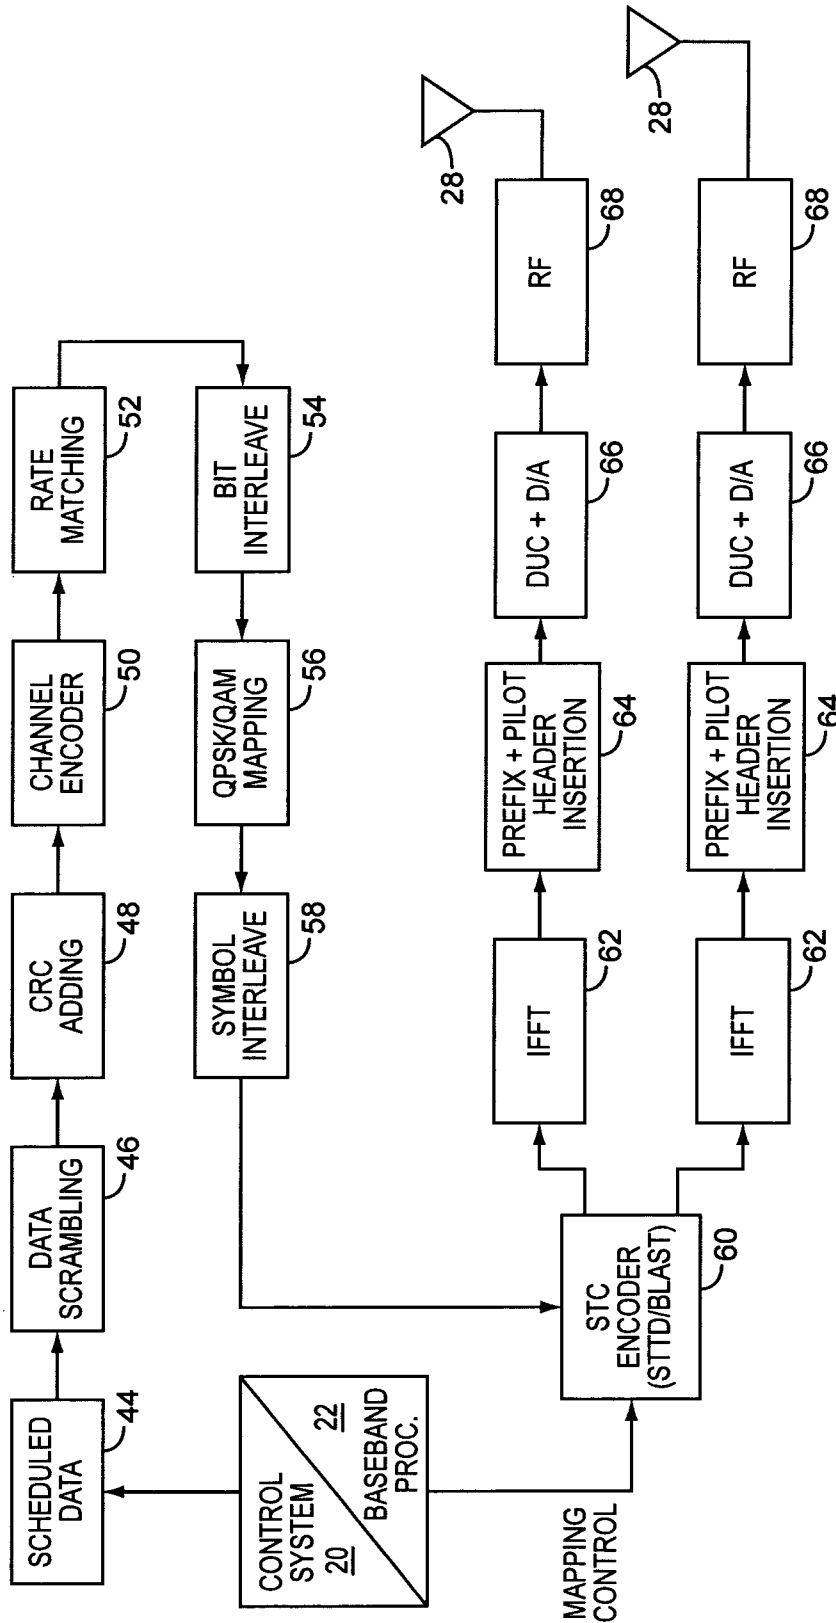 SCHEDULED
DATA
44
DATA
SCRAMBLING
46
CRC
ADDING
48
CHANNEL
ENCODER
50
RATE
MATCHING
52
BIT
INTERLEAVE
54
QPSK/QAM
MAPPING
56
SYMBOL
INTERLEAVE
58
CONTROL
SYSTEM
20
22
BASEBAND
PROC.
MAPPING
CONTROL
STC
ENCODER
(STTD/BLAST)
60
IFFT
62
PREFIX + PILOT
HEADER
INSERTION
64
DUC + D/A
66
RF
68
28
IFFT
62
PREFIX + PILOT
HEADER
INSERTION
64
DUC + D/A
66
RF
68
28